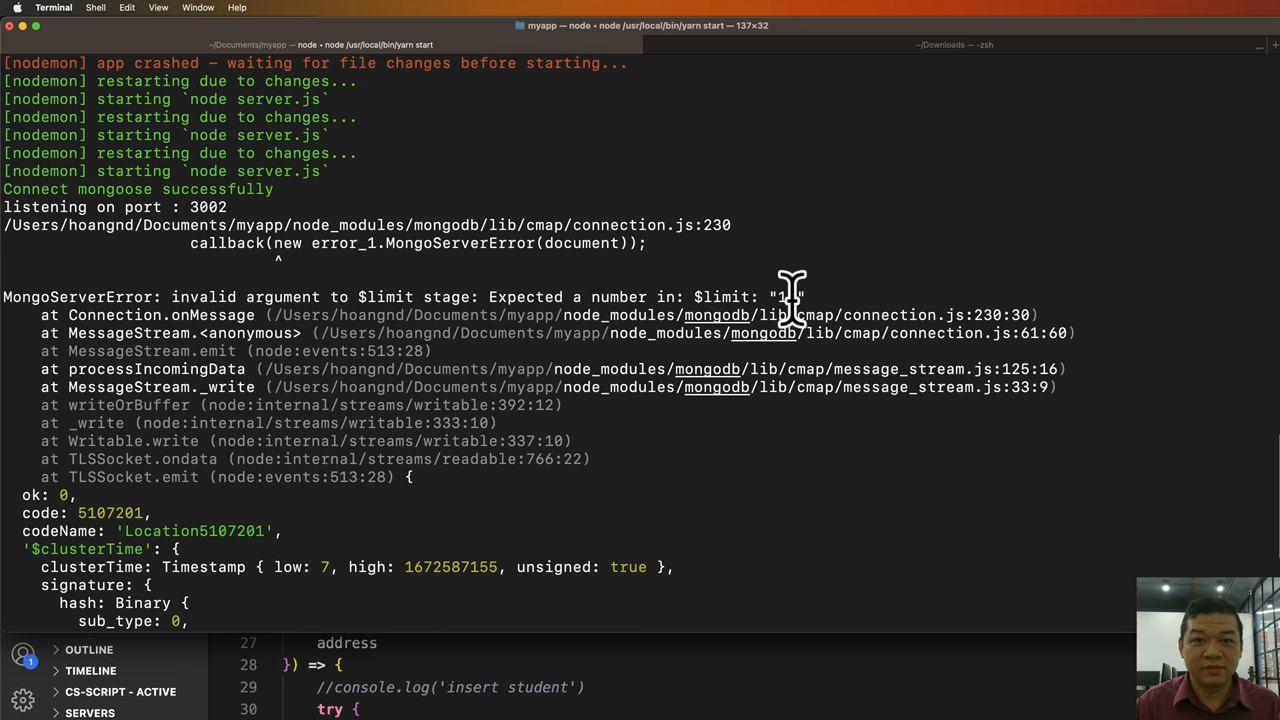 Terminal Shell Edit View Window Help
myapp — node • node /usr/local/bin/yarn start — 137×32
~/Documents/myapp — node • node /usr/local/bin/yarn start
~/Downloads — -zsh
[nodemon] app crashed – waiting for file changes before starting...
[nodemon] restarting due to changes...
[nodemon] starting `node server.js`
[nodemon] restarting due to changes...
[nodemon] starting `node server.js`
[nodemon] restarting due to changes...
[nodemon] starting `node server.js`
Connect mongoose successfully
listening on port : 3002
/Users/hoangnd/Documents/myapp/node_modules/mongodb/lib/cmap/connection.js:230
callback(new error_1.MongoServerError(document));
^
MongoServerError: invalid argument to $limit stage: Expected a number in: $limit:
at Connection.onMessage (/Users/hoangnd/Documents/myapp/node_modules/mongodb/lib/cmap/connection.js:230:30)
at MessageStream.<anonymous> (/Users/hoangnd/Documents/myapp/node_modules/mongodb/lib/cmap/connection.js:61:60)
at MessageStream.emit (node:events:513:28)
at processIncomingData (/Users/hoangnd/Documents/myapp/node_modules/mongodb/lib/cmap/message_stream.js:125:16)
at MessageStream._write (/Users/hoangnd/Documents/myapp/node_modules/mongodb/lib/cmap/message_stream.js:33:9)
at writeOrBuffer (node:internal/streams/writable:392:12)
at _write (node:internal/streams/writable:333:10)
at Writable.write (node:internal/streams/writable:337:10)
at TLSSocket.ondata (node:internal/streams/readable:766:22)
at TLSSocket.emit (node:events:513:28) {
ok: 0,
code: 5107201,
codeName: 'Location5107201',
'$clusterTime': {
clusterTime: Timestamp { low: 7, high: 1672587155, unsigned: true },
signature: {
hash: Binary {
sub_type: 0,
27 address
1
OUTLINE
28 }) => {
TIMELINE
29 //console.log('insert student')
CS-SCRIPT - ACTIVE
30 try {
SERVERS